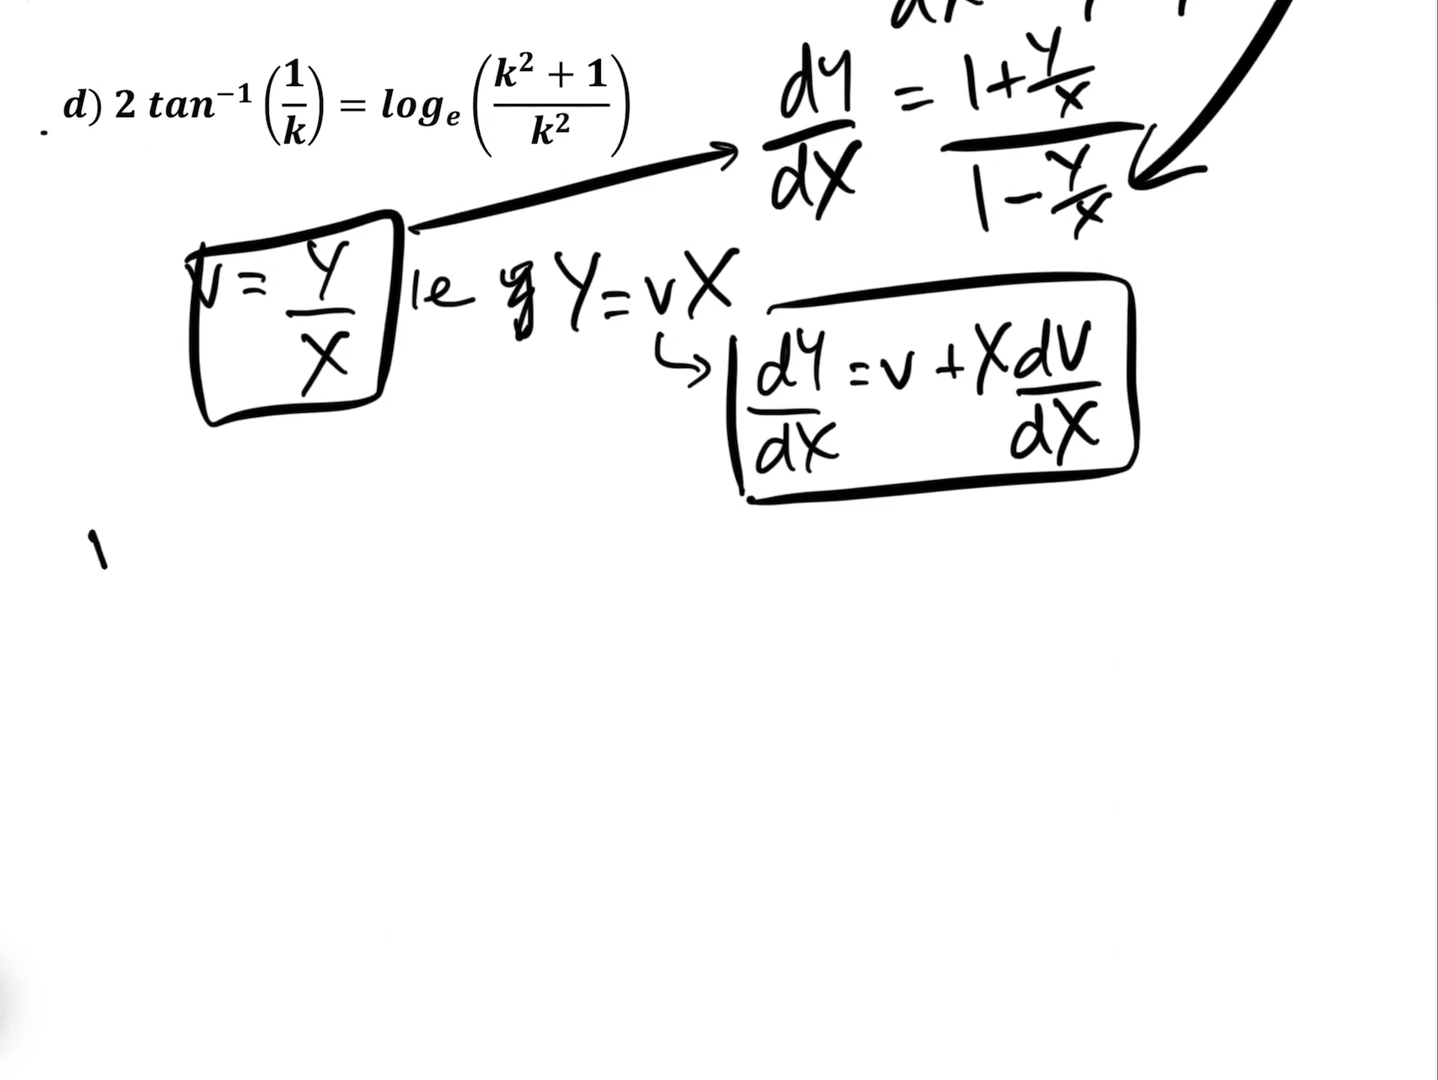 d) 2 tan⁻¹(1/k) = logₑ((k² + 1)/k²)
dY/dX = (1 + Y/X)/(1 - Y/X)
v = Y/X ie Y = vX
↳ dY/dX = v + X dv/dX